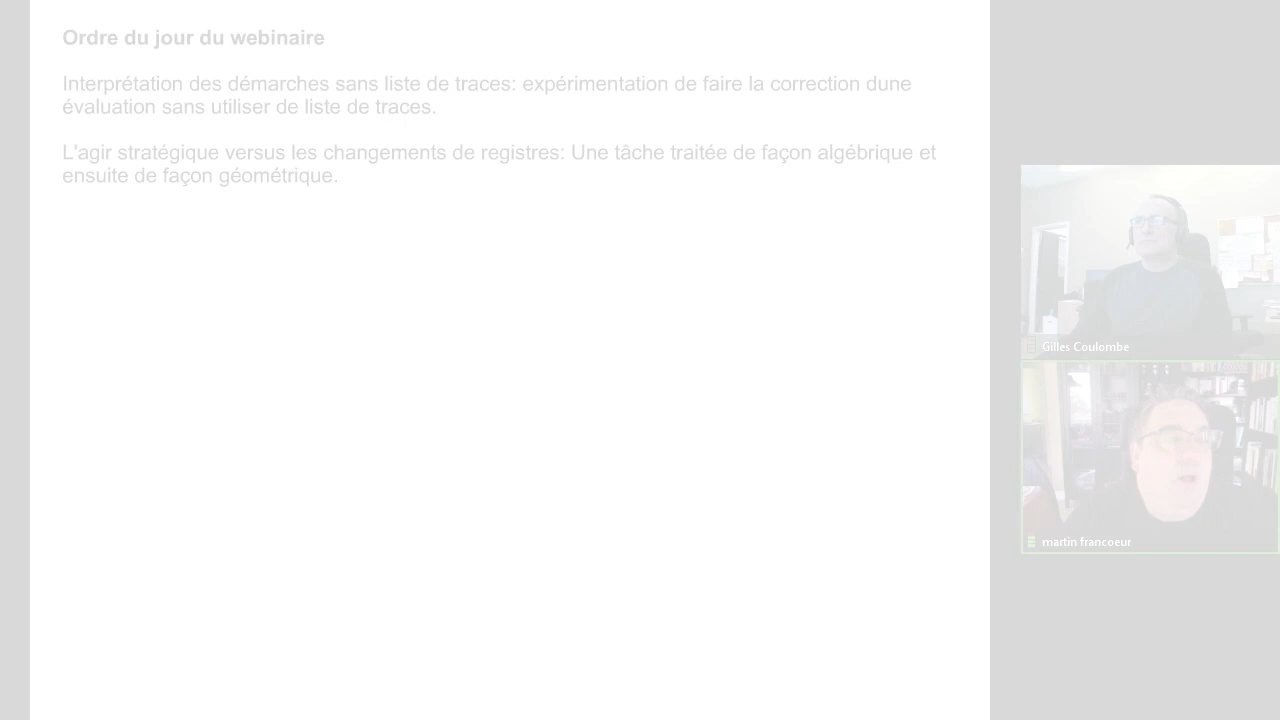 Ordre du jour du webinaire
Interprétation des démarches sans liste de traces: expérimentation de faire la correction dune
évaluation sans utiliser de liste de traces.
L'agir stratégique versus les changements de registres: Une tâche traitée de façon algébrique et
ensuite de façon géométrique.
Gilles Coulombe
martin francoeur